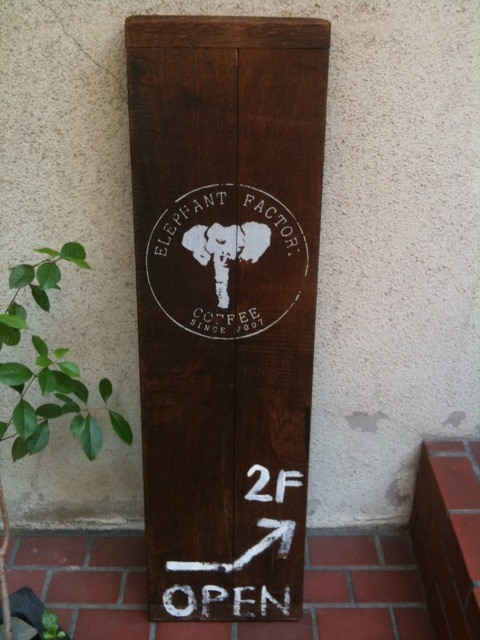 ELEPHANT FACTORY
COFFEE
SINCE 2007
2F
OPEN